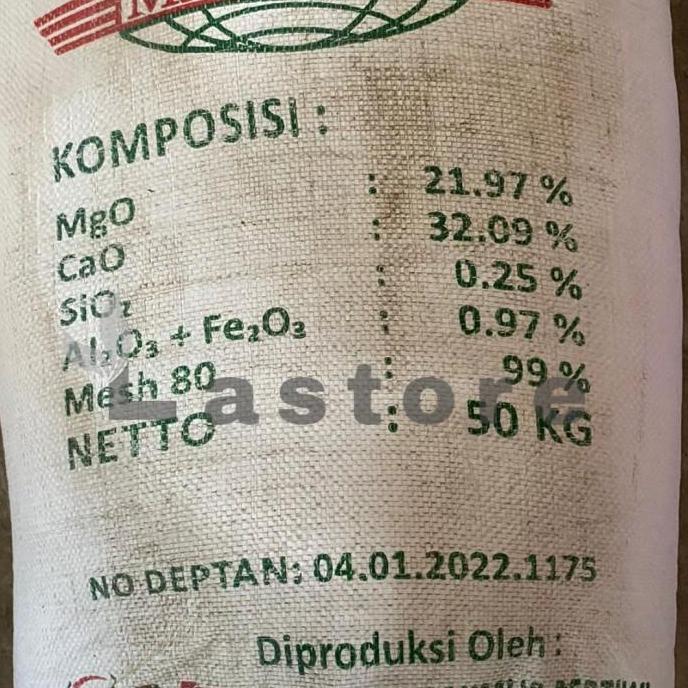 KOMPOSISI :
MgO : 21.97 %
CaO : 32.09 %
SiO₂ : 0.25 %
Al₂O₃ + Fe₂O₃ : 0.97 %
Mesh 80 : 99 %
Lastore
NETTO : 50 KG
NO DEPTAN: 04.01.2022.1175
Diproduksi Oleh :